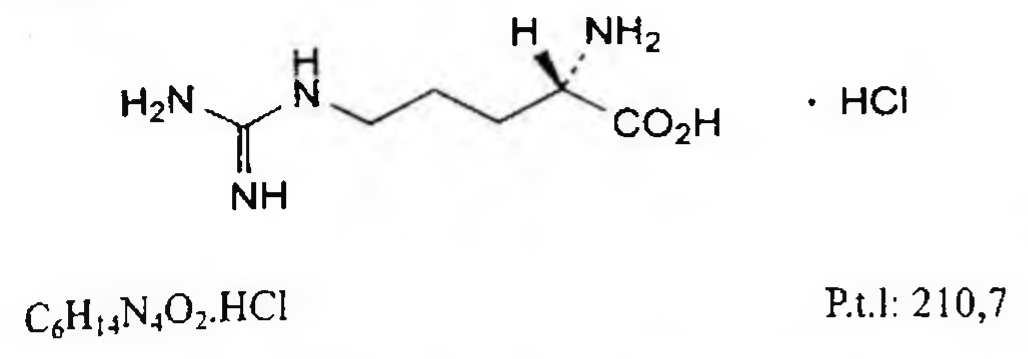 H NH₂
H
H₂N N CO₂H · HCl
NH
C₆H₁₄N₄O₂.HCl P.t.l: 210,7